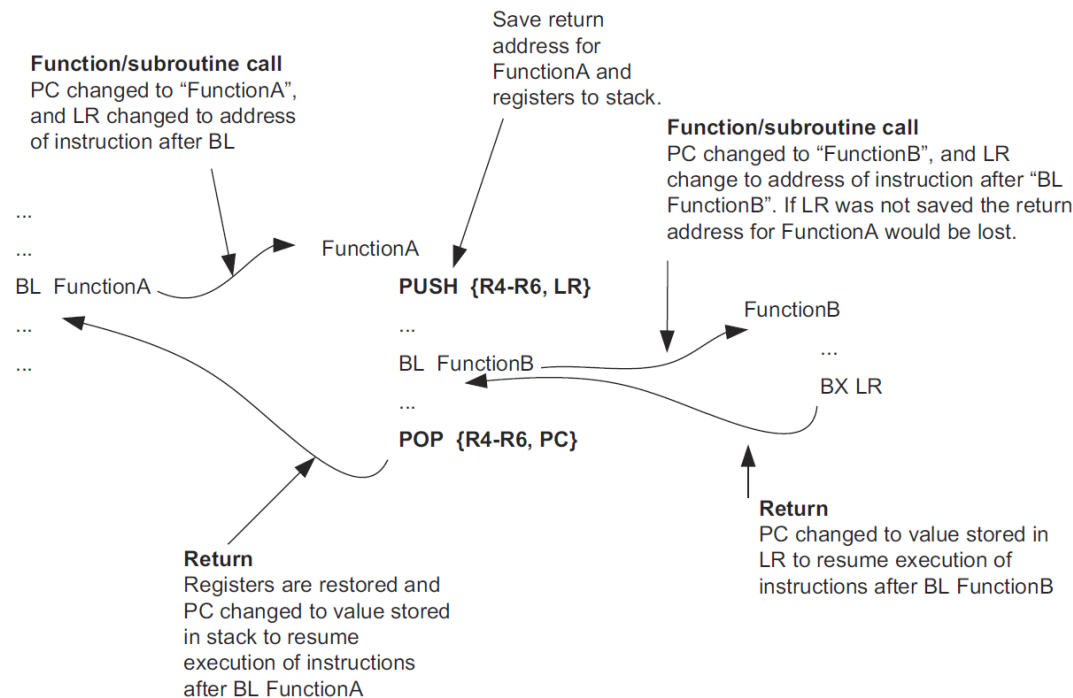 Save return
address for
FunctionA and
registers to stack.
Function/subroutine call
PC changed to “FunctionA”,
and LR changed to address
of instruction after BL
Function/subroutine call
PC changed to “FunctionB”, and LR
change to address of instruction after “BL
FunctionB”. If LR was not saved the return
address for FunctionA would be lost.
...
...
BL FunctionA
...
...
FunctionA
PUSH {R4-R6, LR}
...
BL FunctionB
...
POP {R4-R6, PC}
FunctionB
...
BX LR
Return
PC changed to value stored in
LR to resume execution of
instructions after BL FunctionB
Return
Registers are restored and
PC changed to value stored
in stack to resume
execution of instructions
after BL FunctionA